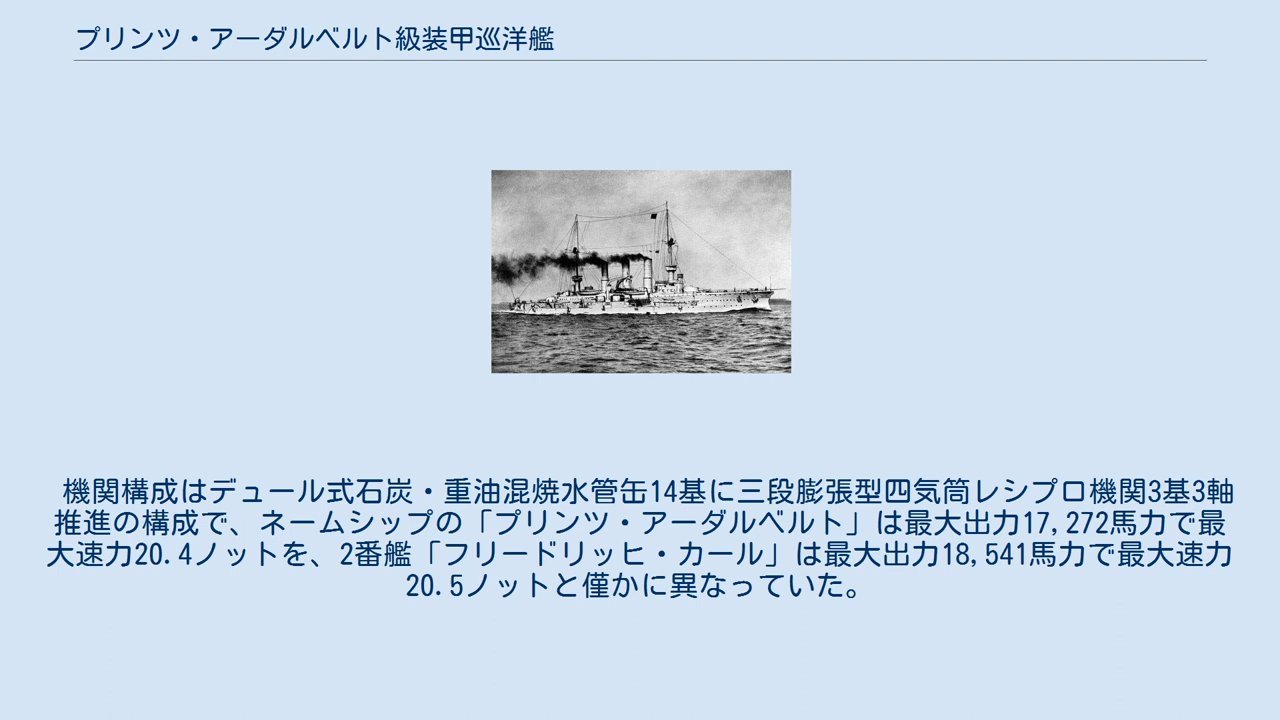 プリンツ・アーダルベルト級装甲巡洋艦
機関構成はデュール式石炭・重油混焼水管缶14基に三段膨張型四気筒レシプロ機関3基3軸
推進の構成で、ネームシップの「プリンツ・アーダルベルト」は最大出力17,272馬力で最
大速力20.4ノットを、2番艦「フリードリッヒ・カール」は最大出力18,541馬力で最大速力
20.5ノットと僅かに異なっていた。